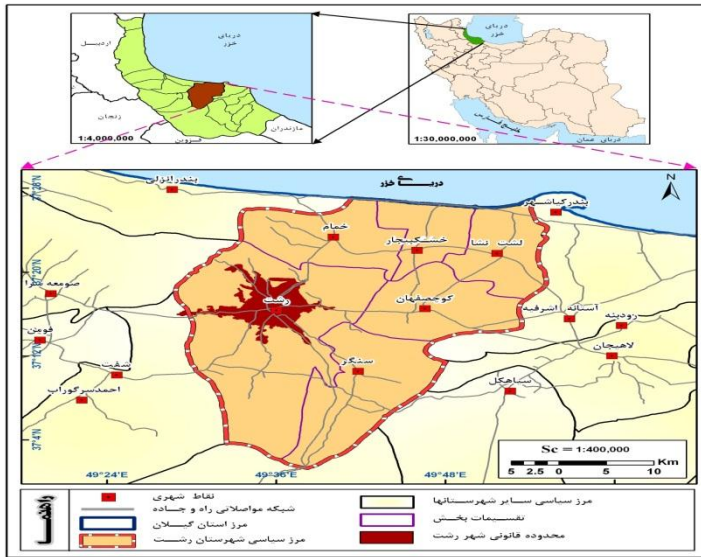 دریای
خزر
اردبیل
زنجان
قزوین
مازندران
1:4,000,000
دریای
خزر
خلیج فارس
دریای عمان
1:30,000,000
دریای خزر
N
37°28'N
37°20'N
37°12'N
37°4'N
بندرانزلی
بندرکیاشهر
خمام
خشکبیجار
لشت نشا
صومعه سرا
رشت
کوچصفهان
آستانه اشرفیه
رودبنه
فومن
لاهیجان
شفت
سنگر
سیاهکل
احمدسرگوراب
Sc = 1:400,000
5 2.5 0 5 10 Km
49°24'E
49°36'E
49°48'E
راهنما
نقاط شهری
شبکه مواصلاتی راه و جاده
مرز استان گیلان
مرز سیاسی شهرستان رشت
مرز سیاسی سایر شهرستانها
تقسیمات بخش
محدوده قانونی شهر رشت